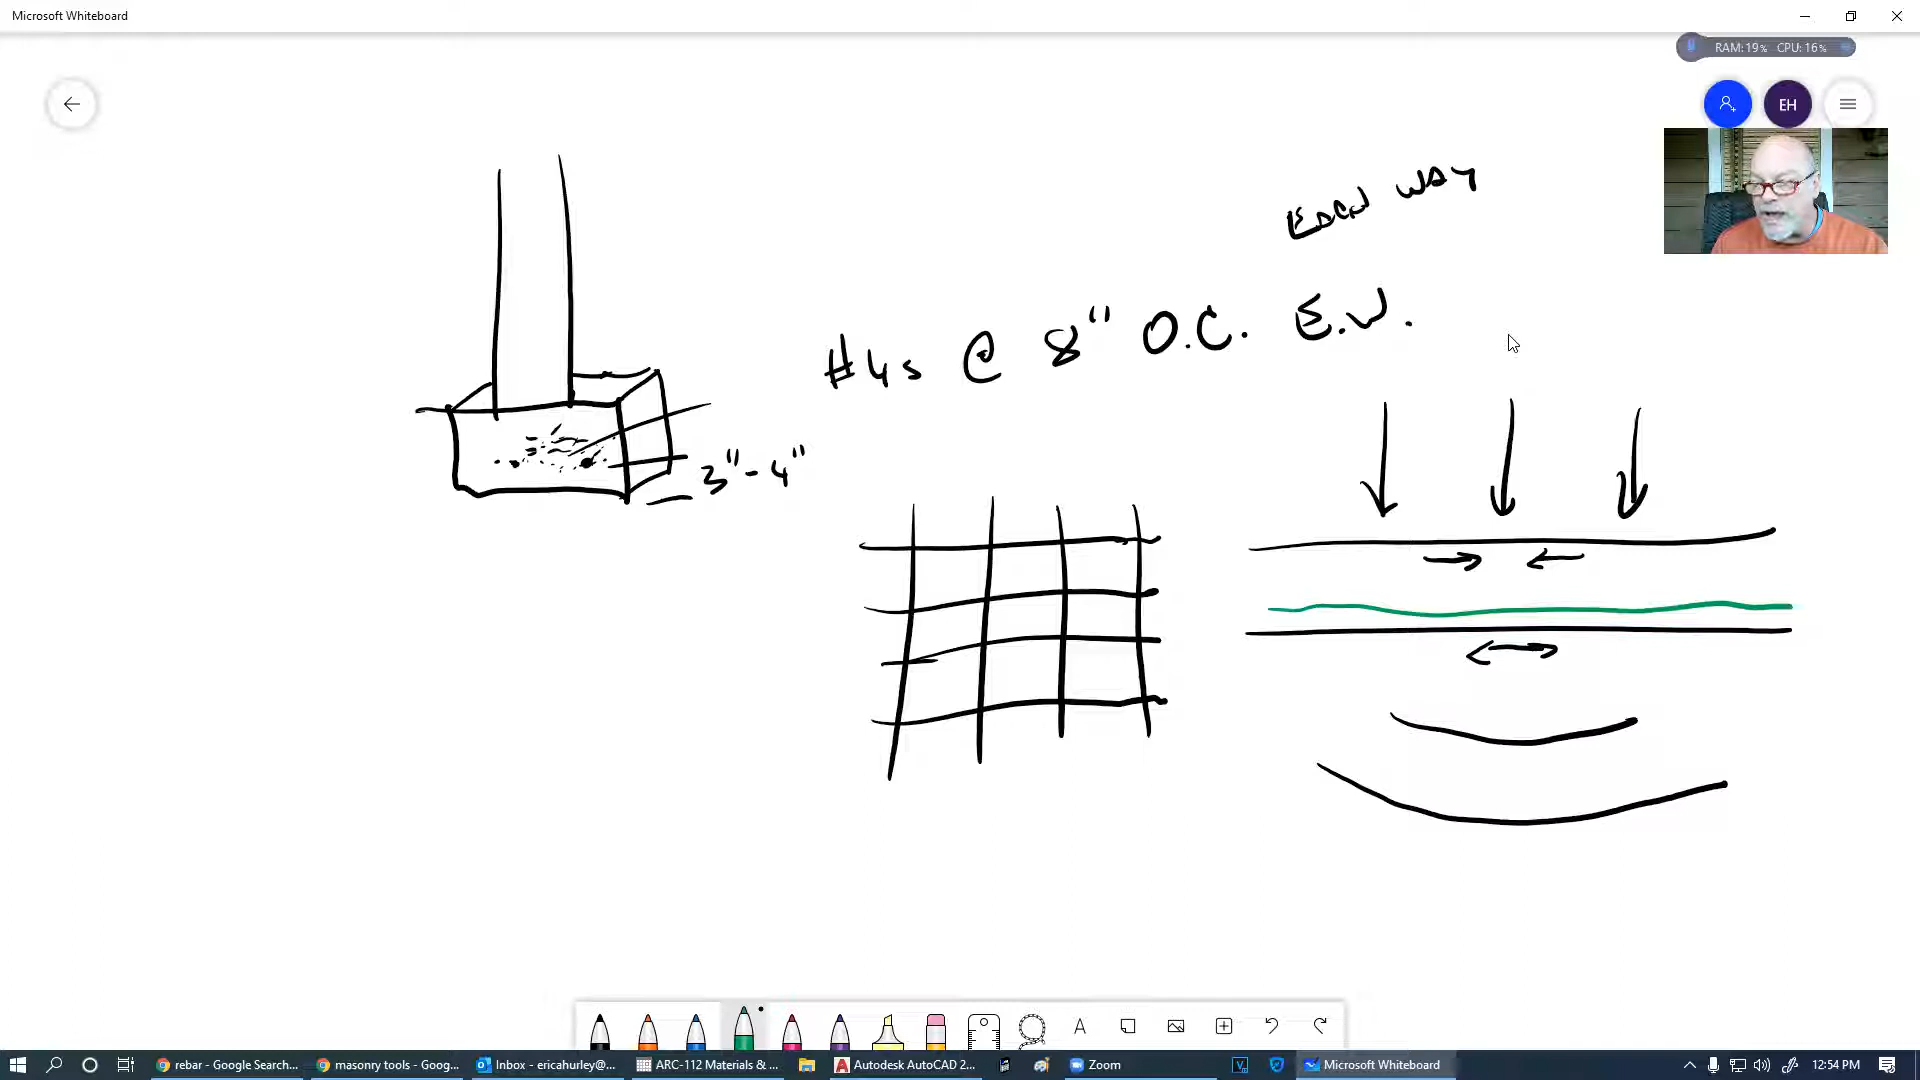 Microsoft Whiteboard
RAM: 19% CPU: 16%
EH
EACH WAY
#4s @ 8" O.C. E.W.
3"-4"
A
rebar - Google Search...
masonry tools - Goog...
Inbox - ericahurley@...
ARC-112 Materials & ...
Autodesk AutoCAD 2...
Zoom
Microsoft Whiteboard
12:54 PM